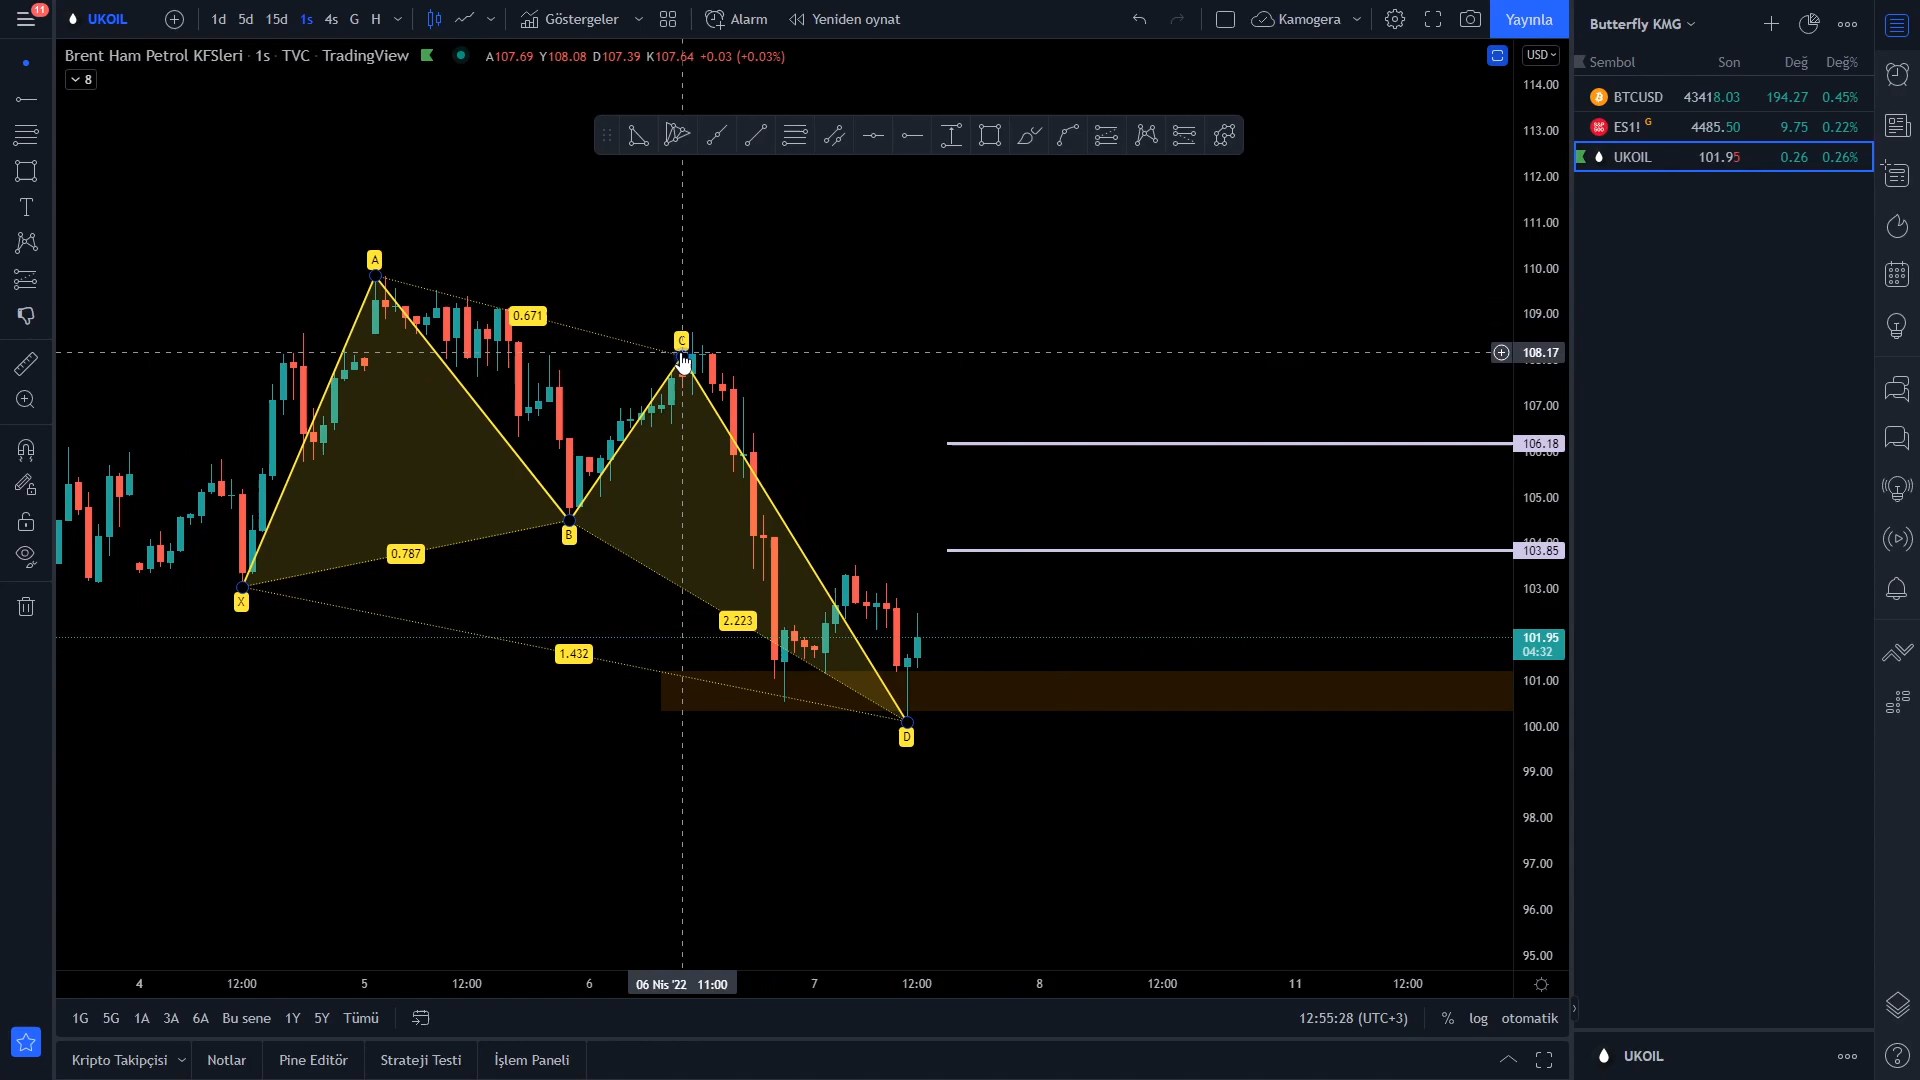 11
UKOIL
1d 5d 15d 1s 4s G H
Göstergeler
Alarm
Yeniden oynat
Kamogera
Yayınla
Butterfly KMG
Brent Ham Petrol KFSleri · 1s · TVC · TradingView
A107.69 Y108.08 D107.39 K107.64 +0.03 (+0.03%)
USD
8
Sembol Son Değ Değ%
BTCUSD 43418.03 194.27 0.45%
ES1! G 4485.50 9.75 0.22%
UKOIL 101.95 0.26 0.26%
114.00
113.00
112.00
111.00
110.00
109.00
108.17
107.00
106.18
105.00
103.85
103.00
101.95
04:32
101.00
100.00
99.00
98.00
97.00
96.00
95.00
A
0.671
C
B
0.787
X
2.223
1.432
D
4 12:00 5 12:00 6 06 Nis '22 11:00 7 12:00 8 12:00 11 12:00
1G 5G 1A 3A 6A Bu sene 1Y 5Y Tümü
12:55:28 (UTC+3) % log otomatik
Kripto Takipçisi Notlar Pine Editör Strateji Testi İşlem Paneli
UKOIL